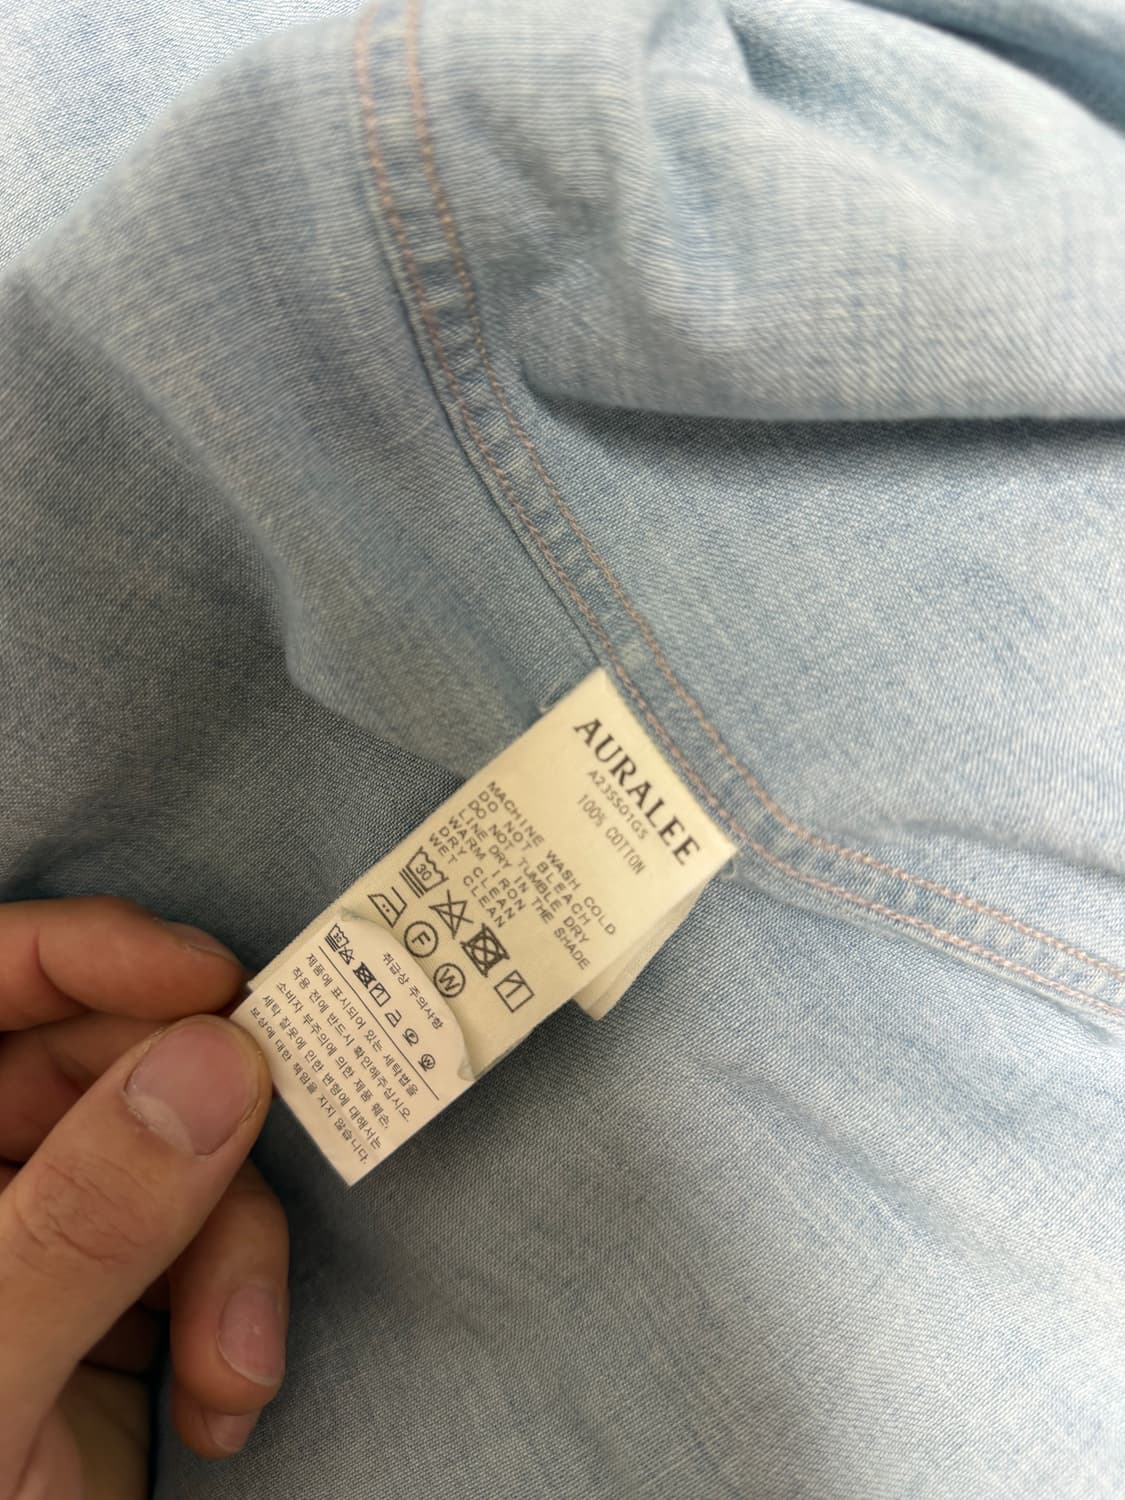 AURALEE
A23SS01GS
100% COTTON
MACHINE WASH COLD
DO NOT BLEACH
DO NOT TUMBLE DRY
LINE DRY IN THE SHADE
WARM IRON
DRY CLEAN
WET CLEAN
30
F
W
취급상 주의사항
제품에 표시되어 있는 세탁법을
착용 전에 반드시 확인해주십시오.
소비자 부주의에 의한 제품 훼손,
세탁 잘못에 인한 변형에 대해서는
보상에 대한 책임을 지지 않습니다.